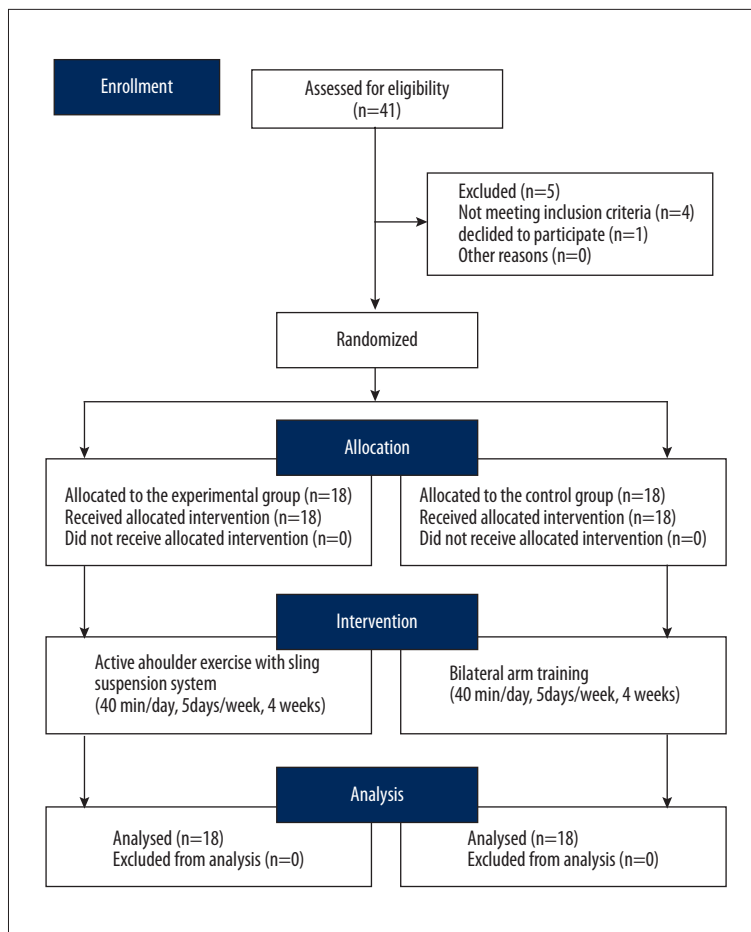 Enrollment
Assessed for eligibility
(n=41)
Excluded (n=5)
Not meeting inclusion criteria (n=4)
declided to participate (n=1)
Other reasons (n=0)
Randomized
Allocation
Allocated to the experimental group (n=18)
Received allocated intervention (n=18)
Did not receive allocated intervention (n=0)
Allocated to the control group (n=18)
Received allocated intervention (n=18)
Did not receive allocated intervention (n=0)
Intervention
Active ahoulder exercise with sling
suspension system
(40 min/day, 5days/week, 4 weeks)
Bilateral arm training
(40 min/day, 5days/week, 4 weeks)
Analysis
Analysed (n=18)
Excluded from analysis (n=0)
Analysed (n=18)
Excluded from analysis (n=0)